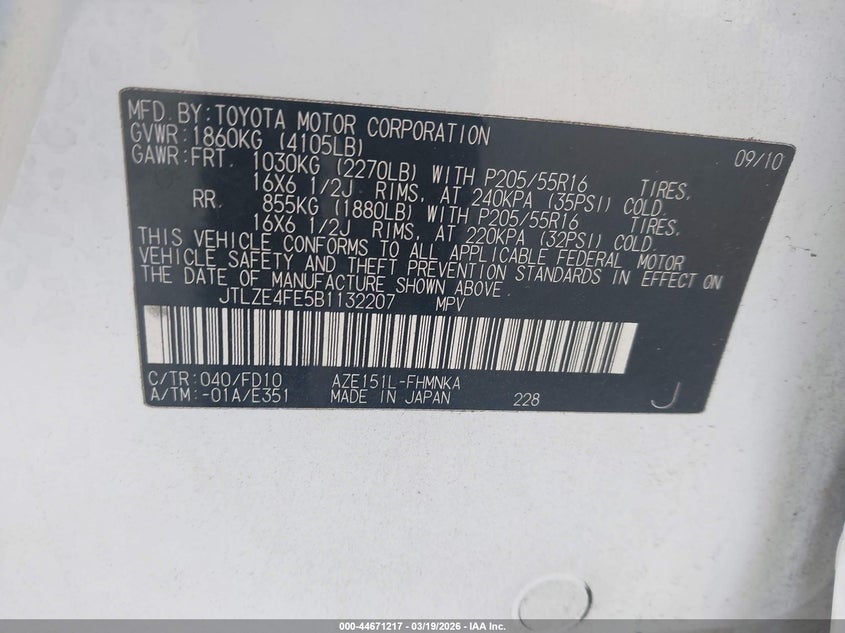 MFD. BY: TOYOTA MOTOR CORPORATION 09/10
GVWR: 1860KG (4105LB)
GAWR: FRT. 1030KG (2270LB) WITH P205/55R16 TIRES,
16X6 1/2J RIMS, AT 240KPA (35PSI) COLD.
RR. 855KG (1880LB) WITH P205/55R16 TIRES,
16X6 1/2J RIMS, AT 220KPA (32PSI) COLD.
THIS VEHICLE CONFORMS TO ALL APPLICABLE FEDERAL MOTOR
VEHICLE SAFETY AND THEFT PREVENTION STANDARDS IN EFFECT ON
THE DATE OF MANUFACTURE SHOWN ABOVE.
JTLZE4FE5B1132207 MPV
C/TR: 040/FD10 AZE151L-FHMNKA
A/TM: -01A/E351 MADE IN JAPAN 228 J
000-44671217 - 03/19/2026 - IAA Inc.